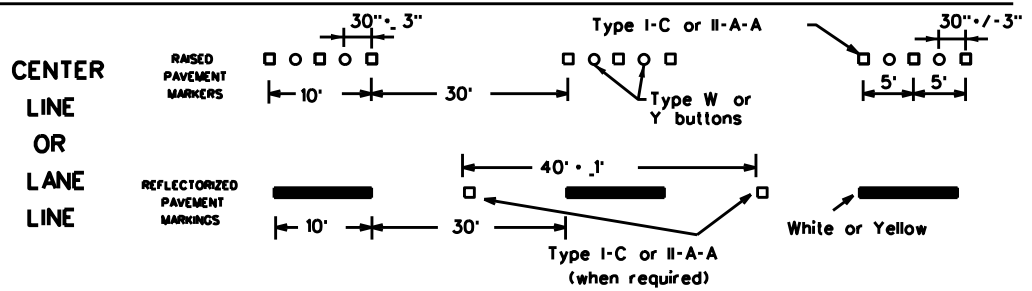 CENTER
LINE
OR
LANE
LINE
RAISED
PAVEMENT
MARKERS
10'
30'
30"+_ 3"
Type I-C or II-A-A
Type W or
Y buttons
30"+/-3"
5'
5'
REFLECTORIZED
PAVEMENT
MARKINGS
10'
30'
40' +_1'
Type I-C or II-A-A
(when required)
White or Yellow